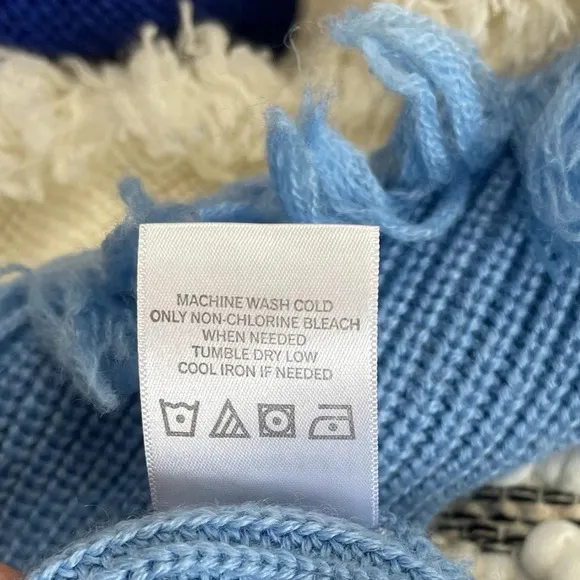 MACHINE WASH COLD
ONLY NON-CHLORINE BLEACH
WHEN NEEDED
TUMBLE DRY LOW
COOL IRON IF NEEDED